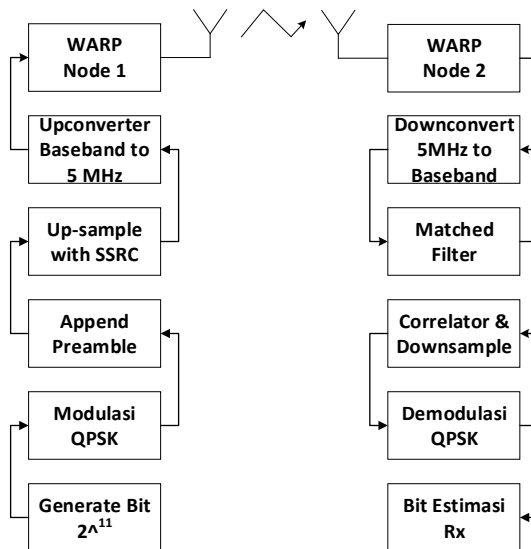 WARP
Node 1
Upconverter
Baseband to
5 MHz
Up-sample
with SSRC
Append
Preamble
Modulasi
QPSK
Generate Bit
2^¹¹
WARP
Node 2
Downconvert
5MHz to
Baseband
Matched
Filter
Correlator &
Downsample
Demodulasi
QPSK
Bit Estimasi
Rx